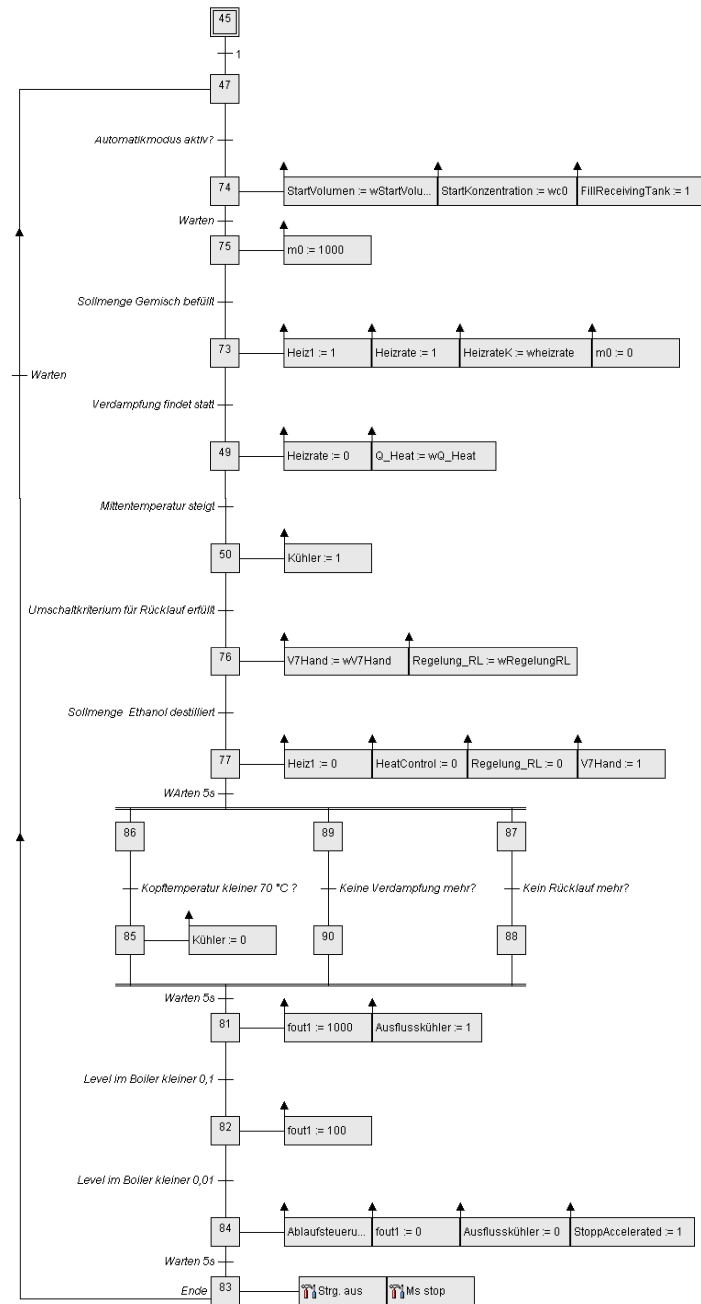 45
1
47
Automatikmodus aktiv?
74
StartVolumen := wStartVolu...
StartKonzentration := wc0
FillReceivingTank := 1
Warten
75
m0 := 1000
Sollmenge Gemisch befüllt
73
Heiz1 := 1
Heizrate := 1
HeizrateK := wheizrate
m0 := 0
Warten
Verdampfung findet statt
49
Heizrate := 0
Q_Heat := wQ_Heat
Mittentemperatur steigt
50
Kühler := 1
Umschaltkriterium für Rücklauf erfüllt
76
V7Hand := wV7Hand
Regelung_RL := wRegelungRL
Sollmenge Ethanol destilliert
77
Heiz1 := 0
HeatControl := 0
Regelung_RL := 0
V7Hand := 1
WArten 5s
86
89
87
Kopftemperatur kleiner 70 °C ?
Keine Verdampfung mehr?
Kein Rücklauf mehr?
85
Kühler := 0
90
88
Warten 5s
81
fout1 := 1000
Ausflusskühler := 1
Level im Boiler kleiner 0,1
82
fout1 := 100
Level im Boiler kleiner 0,01
84
Ablaufsteueru...
fout1 := 0
Ausflusskühler := 0
StoppAccelerated := 1
Warten 5s
Ende
83
Strg. aus
Ms stop